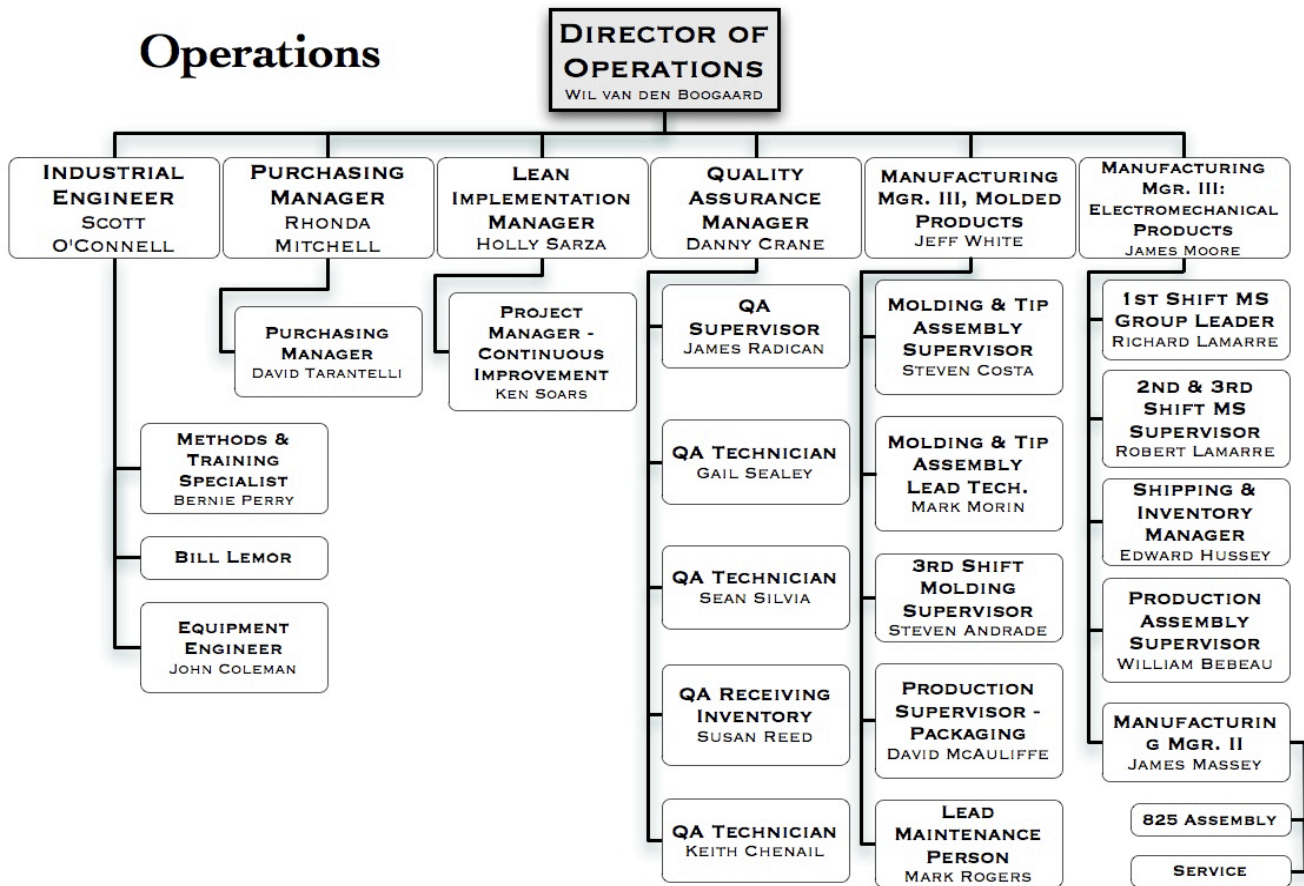 Operations
Director of
Operations
Wil van den Boogaard
Industrial
Engineer
Scott
O'Connell
Purchasing
Manager
Rhonda
Mitchell
Lean
Implementation
Manager
Holly Sarza
Quality
Assurance
Manager
Danny Crane
Manufacturing
Mgr. III, Molded
Products
Jeff White
Manufacturing
Mgr. III:
Electromechanical
Products
James Moore
Methods &
Training
Specialist
Bernie Perry
Bill Lemor
Equipment
Engineer
John Coleman
Purchasing
Manager
David Tarantelli
Project
Manager -
Continuous
Improvement
Ken Soars
QA
Supervisor
James Radican
QA Technician
Gail Sealey
QA Technician
Sean Silvia
QA Receiving
Inventory
Susan Reed
QA Technician
Keith Chenail
Molding & Tip
Assembly
Supervisor
Steven Costa
Molding & Tip
Assembly
Lead Tech.
Mark Morin
3rd Shift
Molding
Supervisor
Steven Andrade
Production
Supervisor -
Packaging
David McAuliffe
Lead
Maintenance
Person
Mark Rogers
1st Shift MS
Group Leader
Richard Lamarre
2nd & 3rd
Shift MS
Supervisor
Robert Lamarre
Shipping &
Inventory
Manager
Edward Hussey
Production
Assembly
Supervisor
William Bebeau
Manufacturin
g Mgr. II
James Massey
825 Assembly
Service